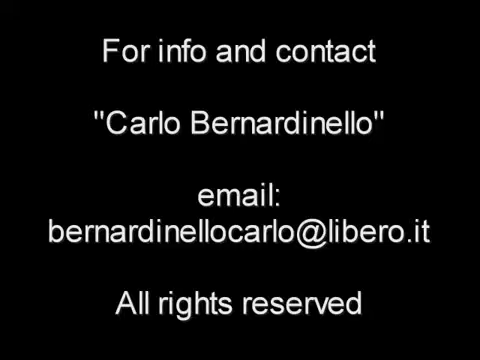 For info and contact
"Carlo Bernardinello"
email:
bernardinellocarlo@libero.it
All rights reserved